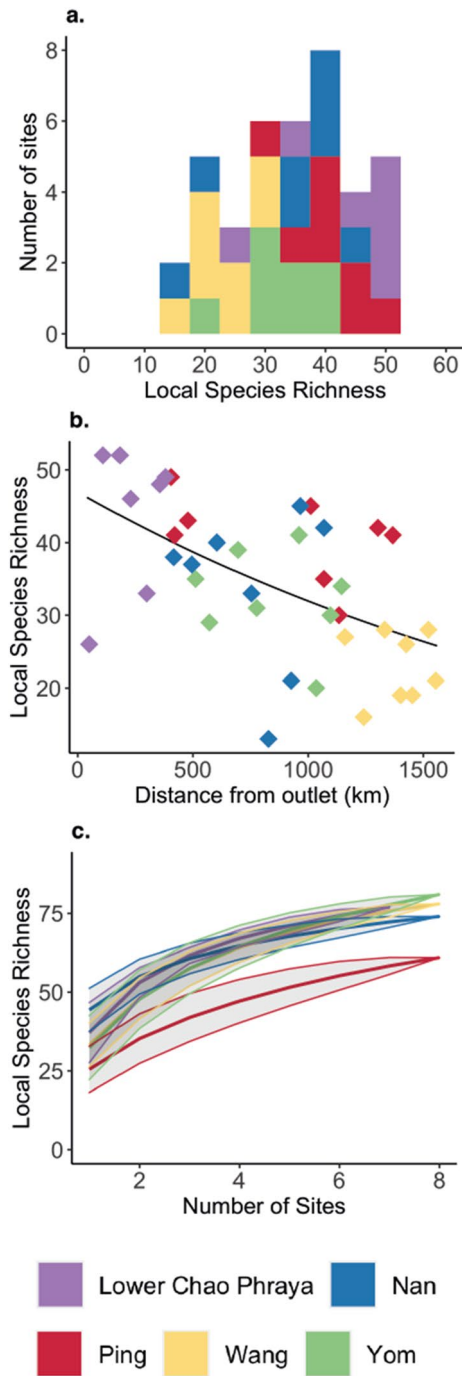 a.
Number of sites
8
6
4
2
0
0 10 20 30 40 50 60
Local Species Richness
b.
Local Species Richness
50
40
30
20
0 500 1000 1500
Distance from outlet (km)
c.
Local Species Richness
75
50
25
0
2 4 6 8
Number of Sites
Lower Chao Phraya Nan
Ping Wang Yom